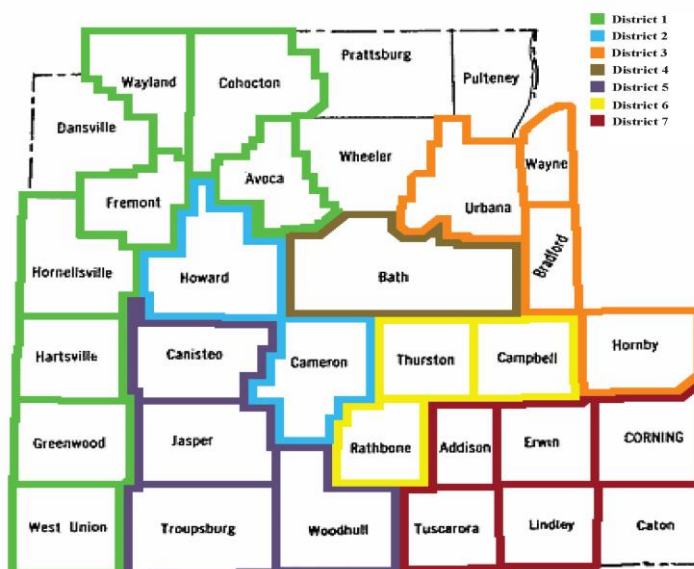 District 1
District 2
District 3
District 4
District 5
District 6
District 7
Prattsburg
Wayland
Cohocton
Pulteney
Dansville
Wheeler
Wayne
Avoca
Fremont
Urbana
Bradford
Hornellsville
Howard
Bath
Hartsville
Canisteo
Cameron
Thurston
Campbell
Hornby
Greenwood
Jasper
Rathbone
Addison
Erwin
CORNING
West Union
Troupsburg
Woodhull
Tuscarora
Lindley
Caton